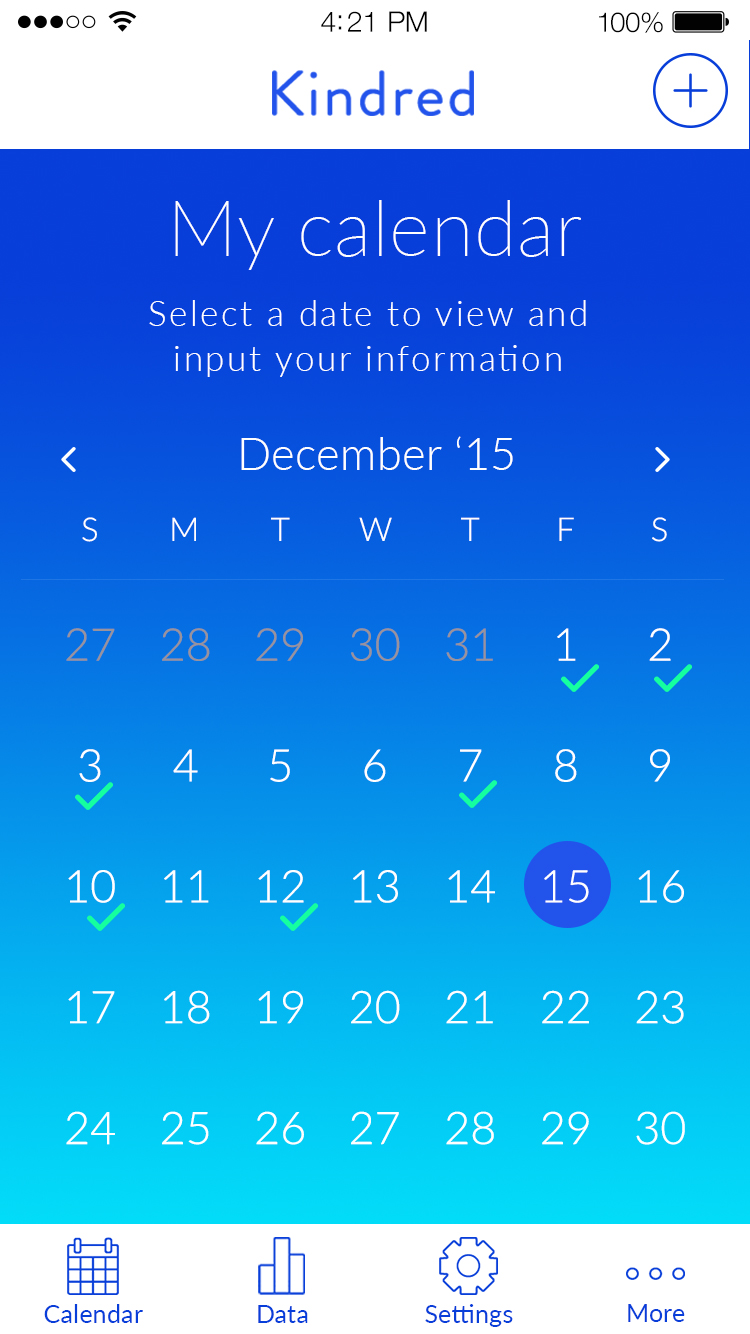 4:21 PM 100%
Kindred
My calendar
Select a date to view and
input your information
December ‘15
S M T W T F S
27 28 29 30 31 1 2
3 4 5 6 7 8 9
10 11 12 13 14 15 16
17 18 19 20 21 22 23
24 25 26 27 28 29 30
Calendar Data Settings More